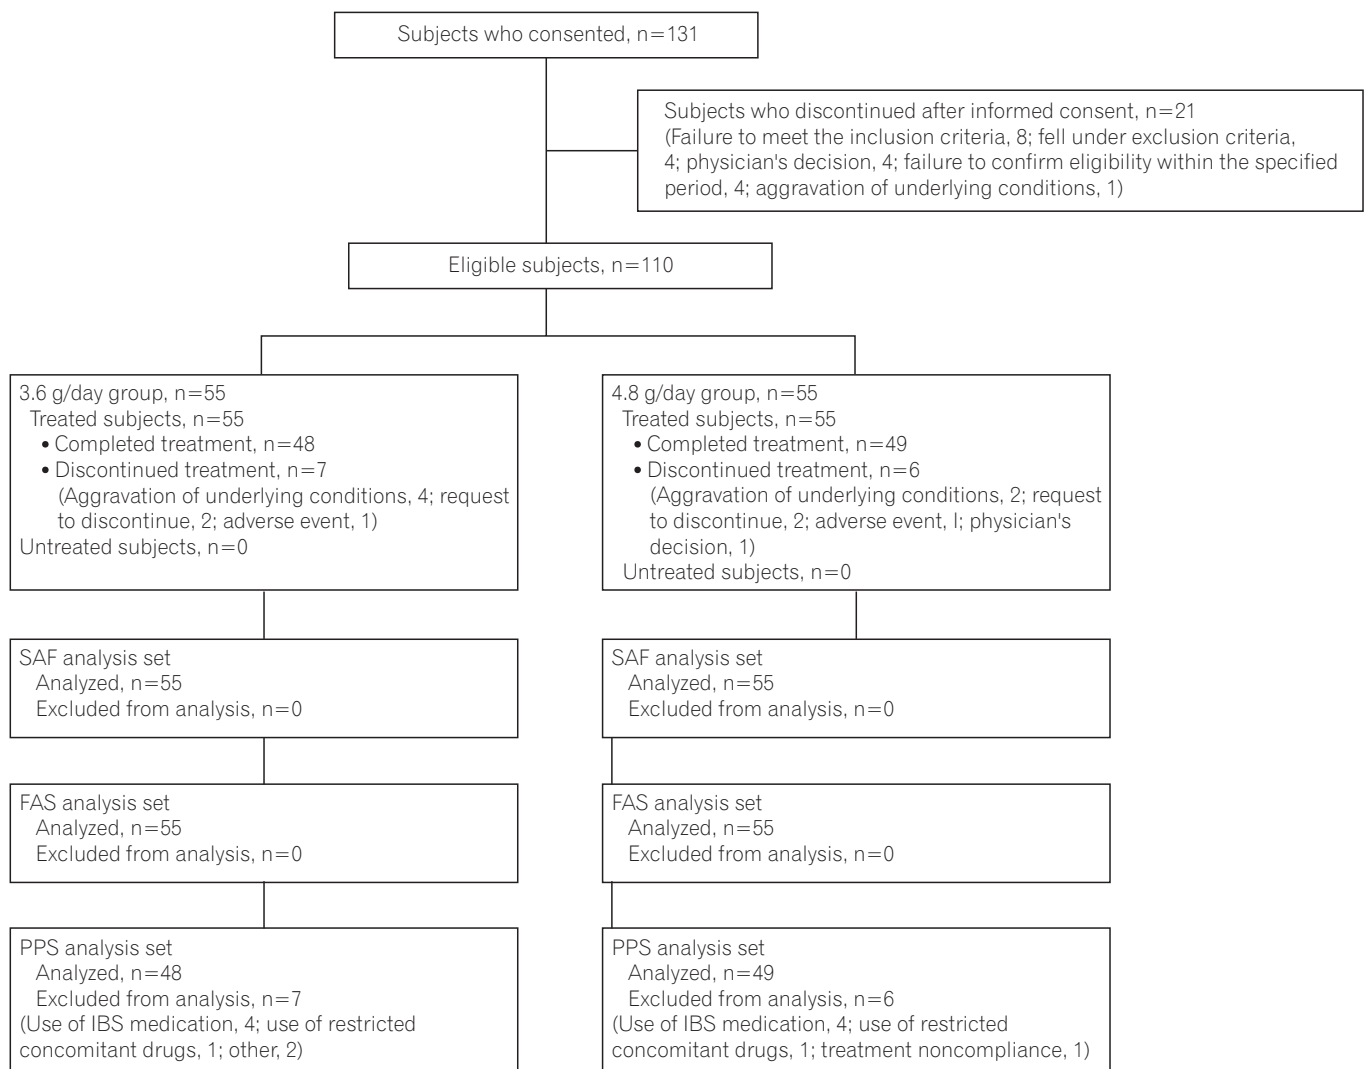 Subjects who consented, n=131
Subjects who discontinued after informed consent, n=21
(Failure to meet the inclusion criteria, 8; fell under exclusion criteria,
4; physician's decision, 4; failure to confirm eligibility within the specified
period, 4; aggravation of underlying conditions, 1)
Eligible subjects, n=110
3.6 g/day group, n=55
Treated subjects, n=55
• Completed treatment, n=48
• Discontinued treatment, n=7
(Aggravation of underlying conditions, 4; request
to discontinue, 2; adverse event, 1)
Untreated subjects, n=0
4.8 g/day group, n=55
Treated subjects, n=55
• Completed treatment, n=49
• Discontinued treatment, n=6
(Aggravation of underlying conditions, 2; request
to discontinue, 2; adverse event, l; physician's
decision, 1)
Untreated subjects, n=0
SAF analysis set
Analyzed, n=55
Excluded from analysis, n=0
SAF analysis set
Analyzed, n=55
Excluded from analysis, n=0
FAS analysis set
Analyzed, n=55
Excluded from analysis, n=0
FAS analysis set
Analyzed, n=55
Excluded from analysis, n=0
PPS analysis set
Analyzed, n=48
Excluded from analysis, n=7
(Use of IBS medication, 4; use of restricted
concomitant drugs, 1; other, 2)
PPS analysis set
Analyzed, n=49
Excluded from analysis, n=6
(Use of IBS medication, 4; use of restricted
concomitant drugs, 1; treatment noncompliance, 1)